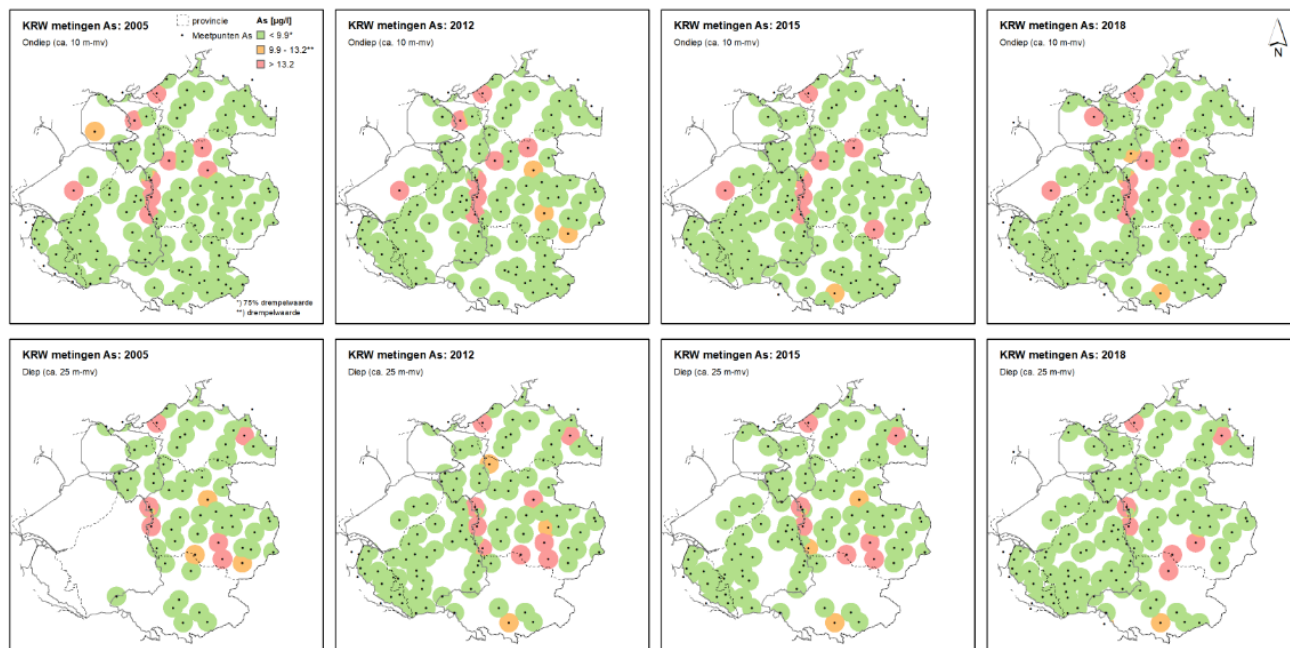 KRW metingen As: 2005
Ondiep (ca. 10 m-mv)
provincie
Meetpunten As
As [µg/l]
< 9.9*
9.9 - 13.2**
> 13.2
*) 75% drempelwaarde
**) drempelwaarde
KRW metingen As: 2012
Ondiep (ca. 10 m-mv)
KRW metingen As: 2015
Ondiep (ca. 10 m-mv)
KRW metingen As: 2018
Ondiep (ca. 10 m-mv)
N
KRW metingen As: 2005
Diep (ca. 25 m-mv)
KRW metingen As: 2012
Diep (ca. 25 m-mv)
KRW metingen As: 2015
Diep (ca. 25 m-mv)
KRW metingen As: 2018
Diep (ca. 25 m-mv)